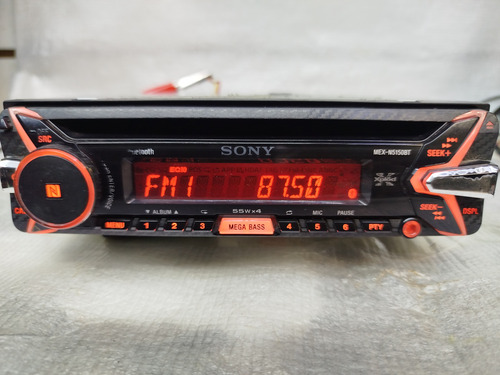 SRC
Bluetooth
SONY
MEX-N5150BT
SEEK+
FM1 87.50
ALBUM
55W×4
MIC
PAUSE
SEEK−
DSPL
MENU 1 2 3 MEGA BASS 4 5 6 PTY